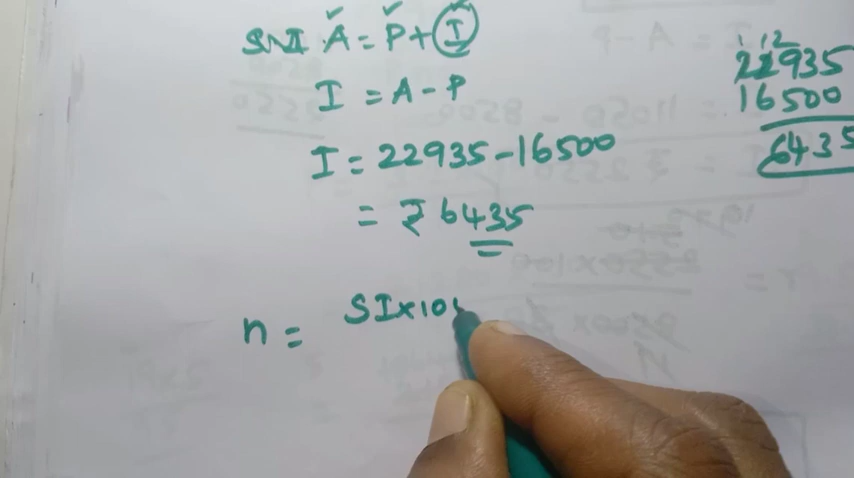 SNI A = P + I
I = A - P
I = 22935 - 16500
= ₹ 6435
n = SI×10
22935
16500
6435